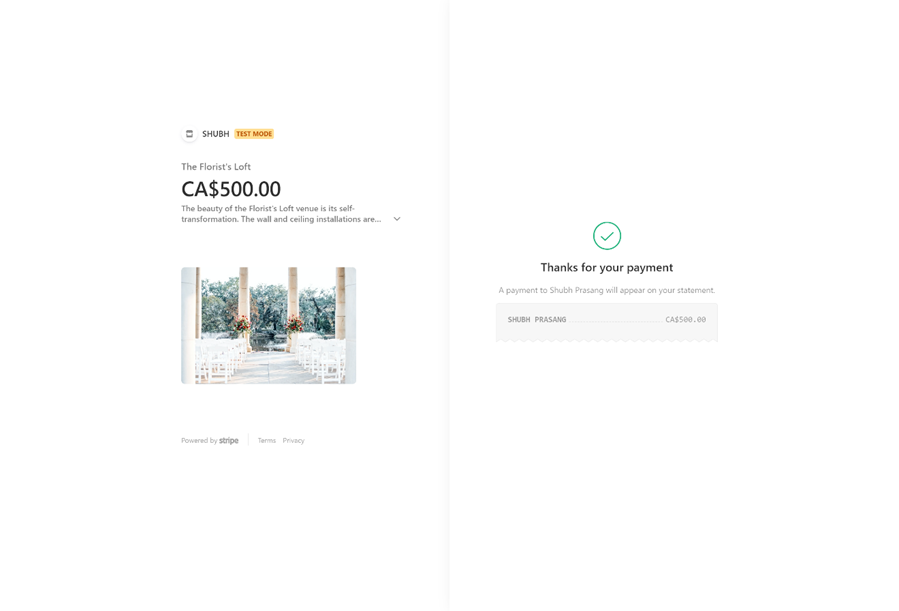 SHUBH TEST MODE
The Florist's Loft
CA$500.00
The beauty of the Florist's Loft venue is its self-
transformation. The wall and ceiling installations are...
Powered by stripe Terms Privacy
Thanks for your payment
A payment to Shubh Prasang will appear on your statement.
SHUBH PRASANG CA$500.00